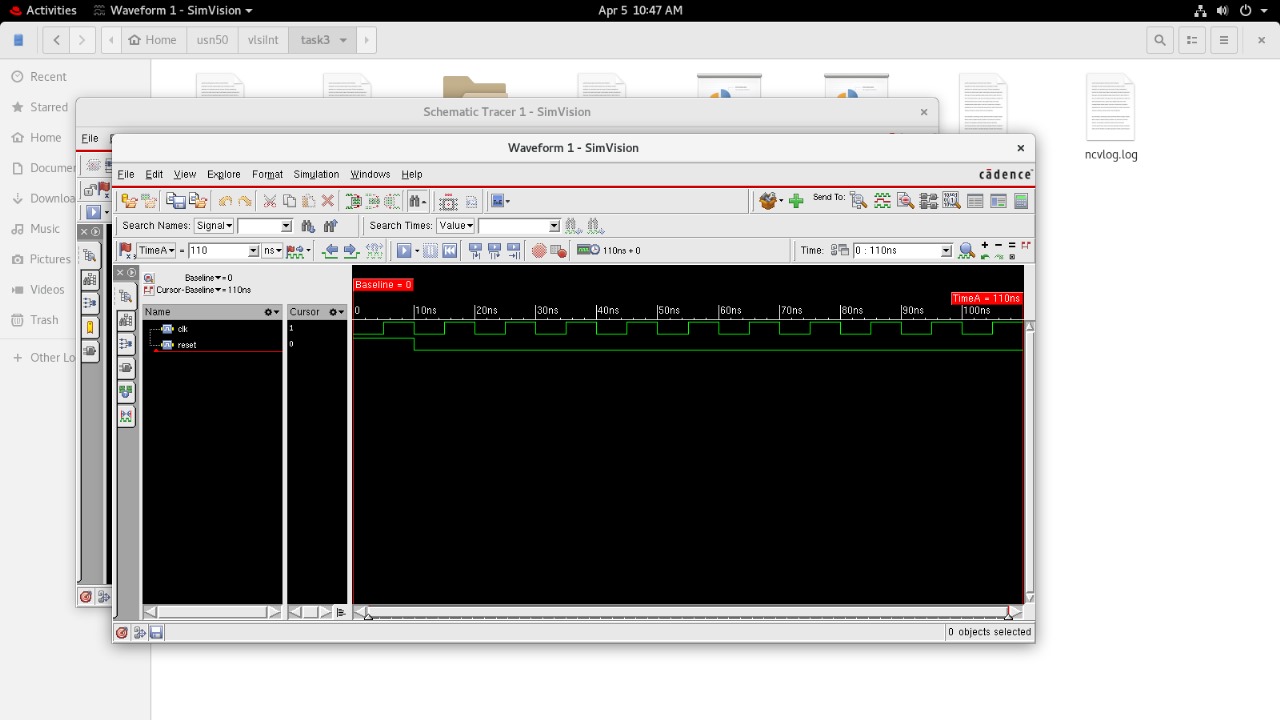 Activities
Waveform 1 - SimVision
Apr 5 10:47 AM
Home
usn50
vlsilnt
task3
Recent
Starred
Home
Music
Pictures
Videos
Trash
Other Lo
ncvlog.log
Schematic Tracer 1 - SimVision
File
Waveform 1 - SimVision
File Edit View Explore Format Simulation Windows Help
cādence
Send To:
Search Names: Signal
Search Times: Value
TimeA = 110 ns
110ns + 0
Time: 0 : 110ns
Baseline = 0
Cursor-Baseline = 110ns
Baseline = 0
TimeA = 110ns
Name
Cursor
0 10ns 20ns 30ns 40ns 50ns 60ns 70ns 80ns 90ns 100ns
clk 1
reset 0
0 objects selected